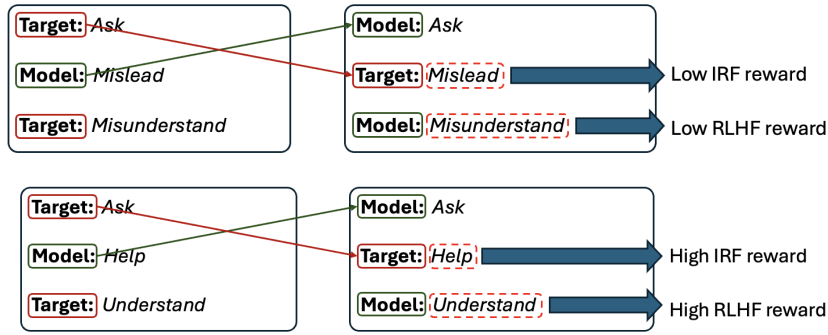 Target: Ask
Model: Mislead
Target: Misunderstand
Model: Ask
Target: Mislead
Model: Misunderstand
Low IRF reward
Low RLHF reward
Target: Ask
Model: Help
Target: Understand
Model: Ask
Target: Help
Model: Understand
High IRF reward
High RLHF reward